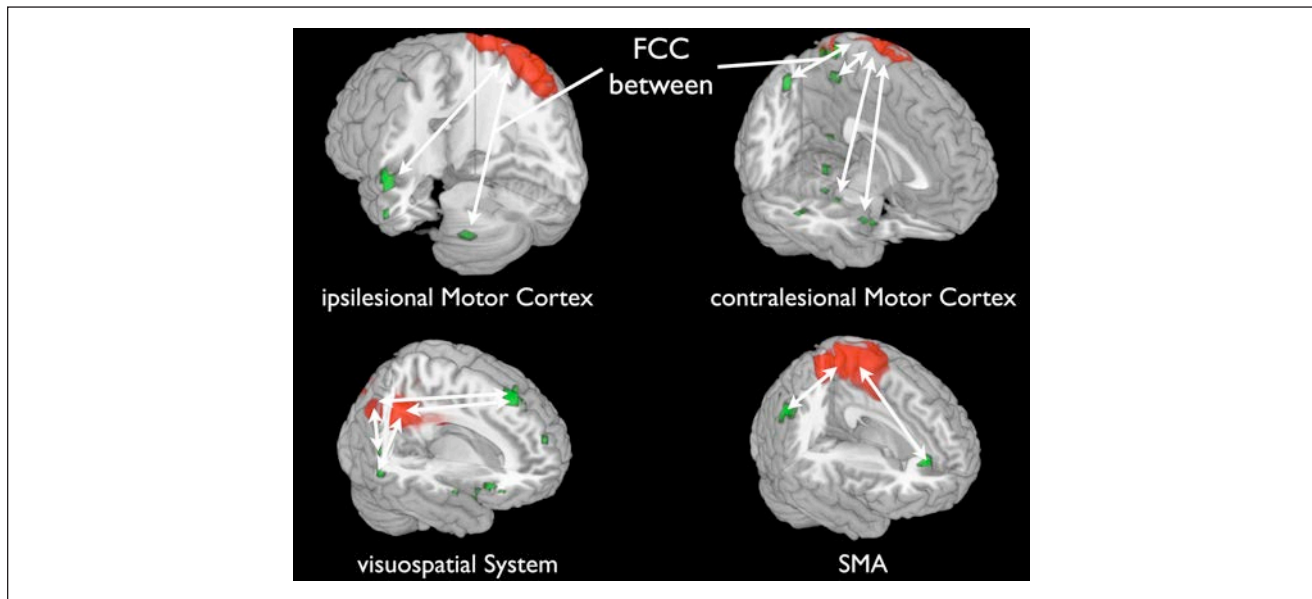 FCC
between
ipsilesional Motor Cortex
contralesional Motor Cortex
visuospatial System
SMA